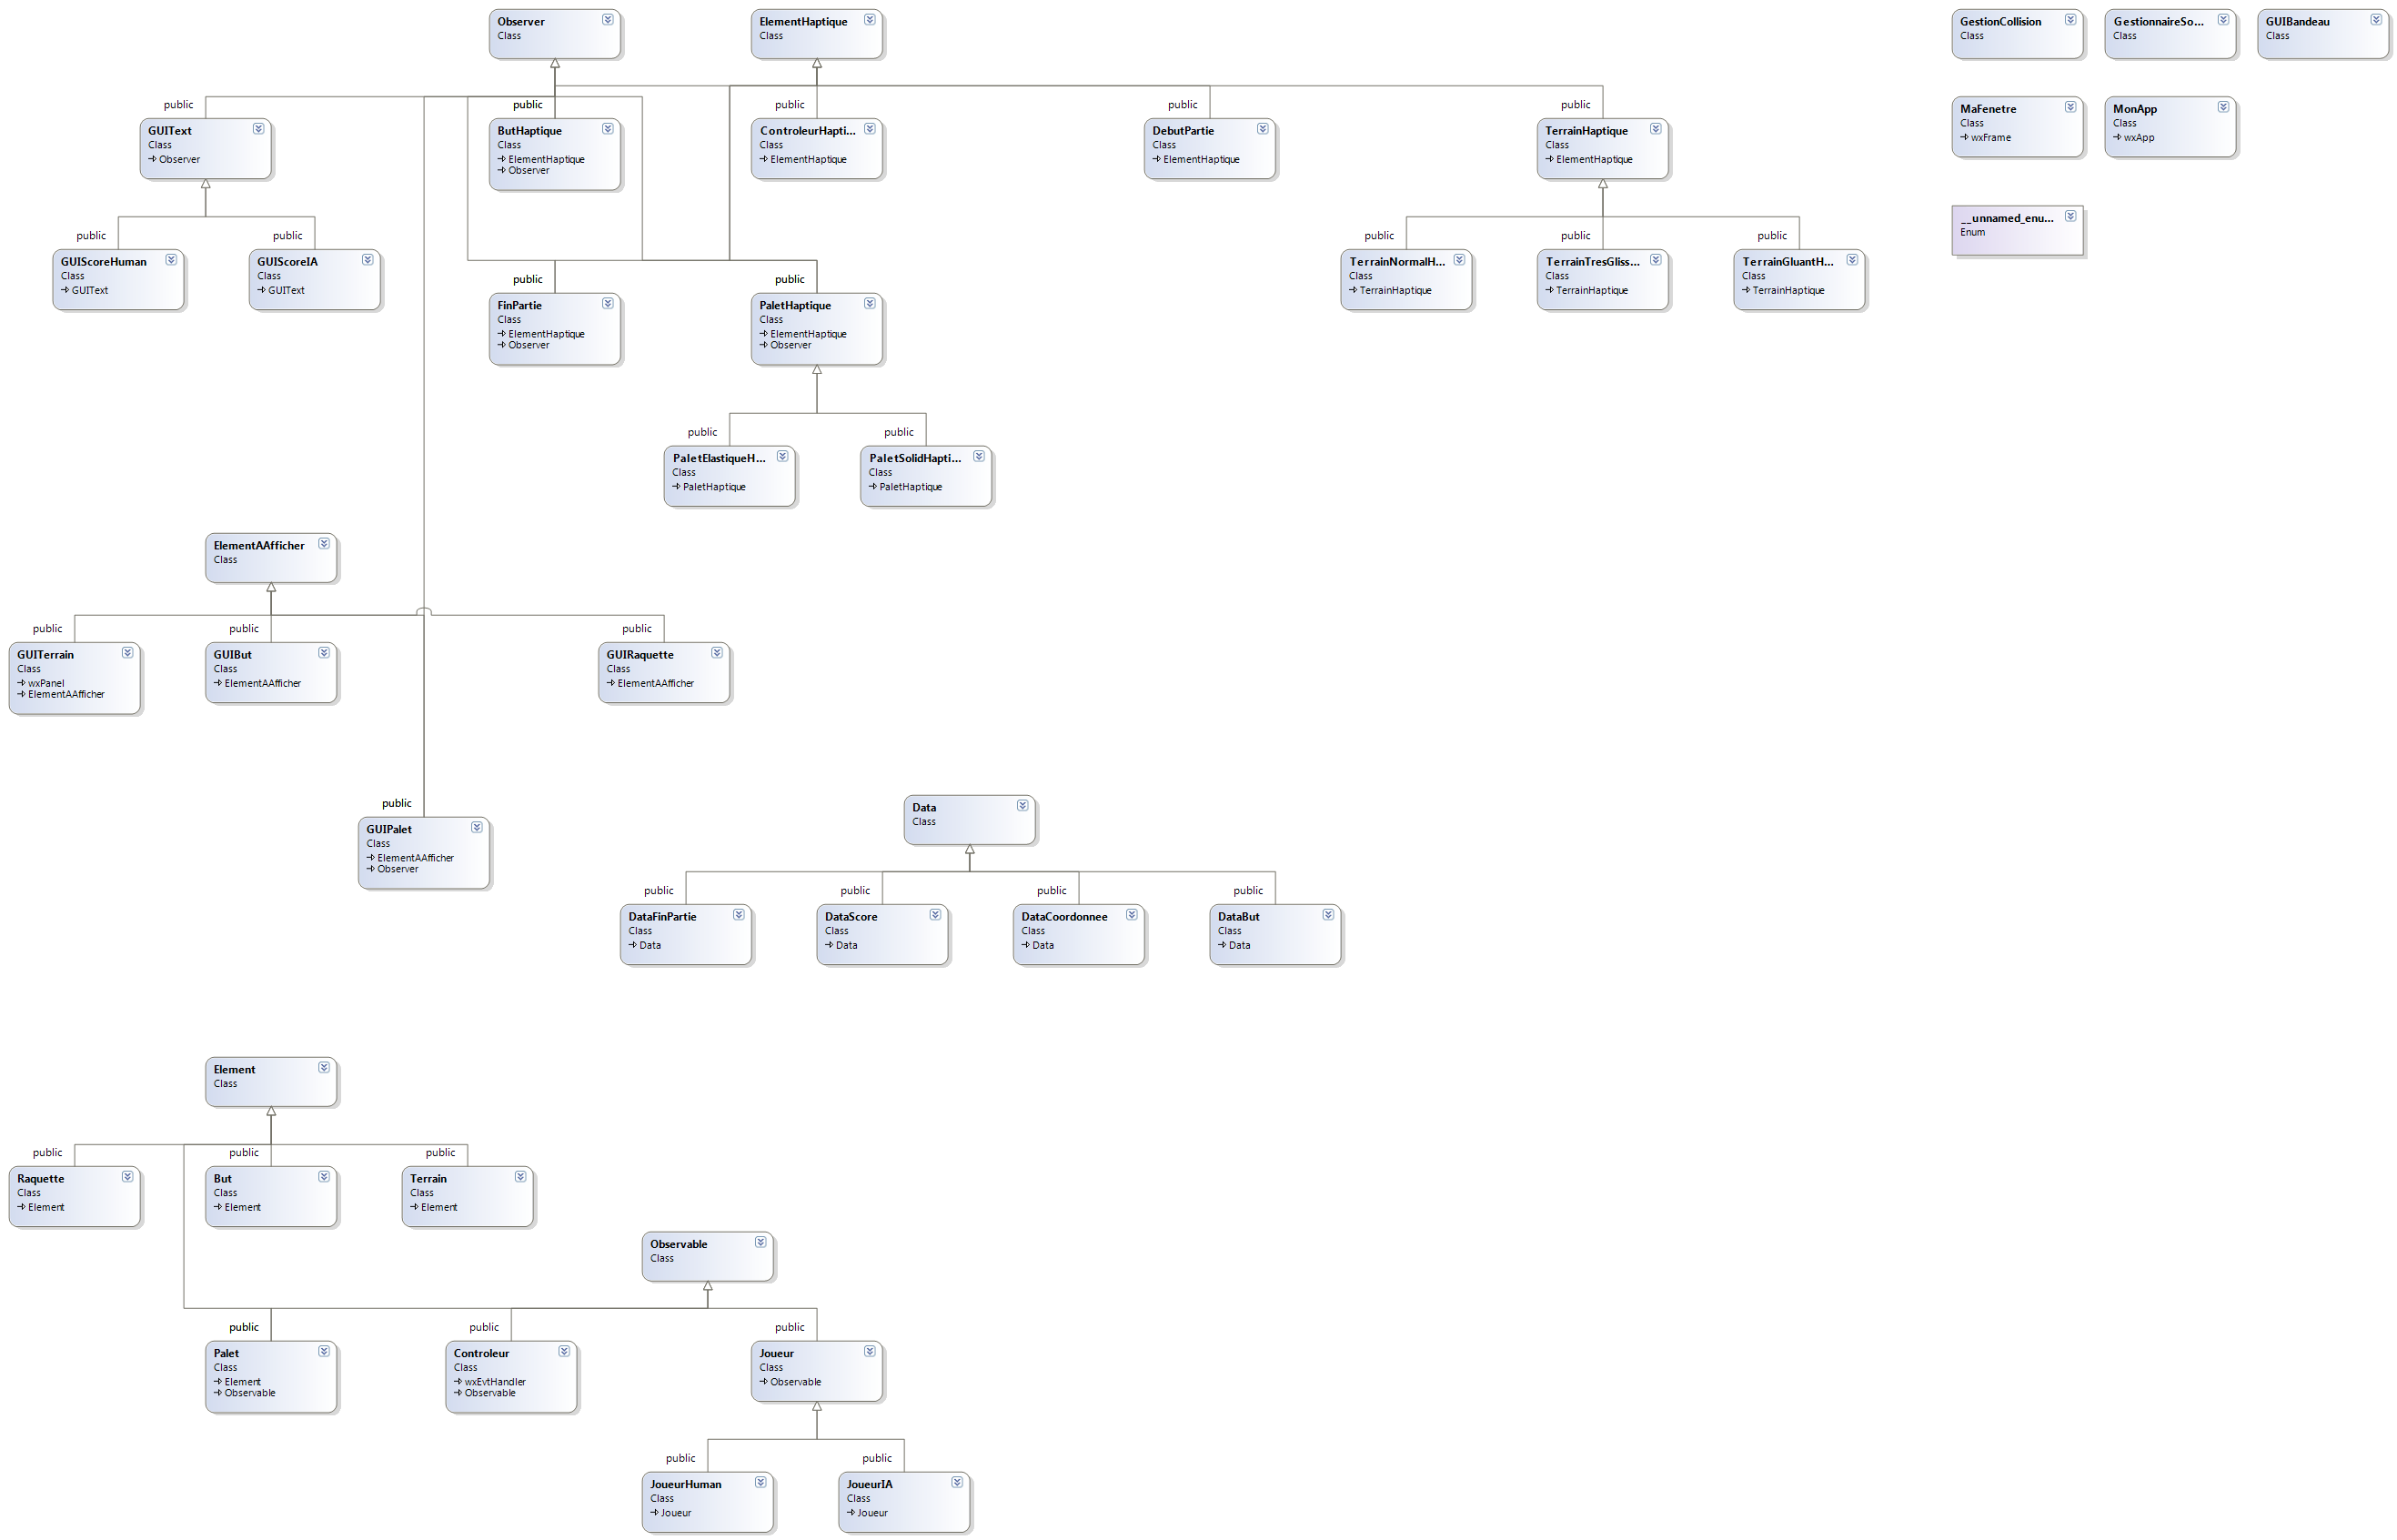 Observer
Class
ElementHaptique
Class
GestionCollision
Class
GestionnaireSo...
Class
GUIBandeau
Class
public
public
public
public
public
GUIText
Class
Observer
ButHaptique
Class
ElementHaptique
Observer
ControleurHapti...
Class
ElementHaptique
DebutPartie
Class
ElementHaptique
TerrainHaptique
Class
ElementHaptique
MaFenetre
Class
wxFrame
MonApp
Class
wxApp
__unnamed_enu...
Enum
public
public
public
public
public
GUIScoreHuman
Class
GUIText
GUIScoreIA
Class
GUIText
TerrainNormalH...
Class
TerrainHaptique
TerrainTresGliss...
Class
TerrainHaptique
TerrainGluantH...
Class
TerrainHaptique
public
public
FinPartie
Class
ElementHaptique
Observer
PaletHaptique
Class
ElementHaptique
Observer
public
public
PaletElastiqueH...
Class
PaletHaptique
PaletSolidHapti...
Class
PaletHaptique
ElementAAfficher
Class
public
public
public
GUITerrain
Class
wxPanel
ElementAAfficher
GUIBut
Class
ElementAAfficher
GUIRaquette
Class
ElementAAfficher
public
GUIPalet
Class
ElementAAfficher
Observer
Data
Class
public
public
public
public
DataFinPartie
Class
Data
DataScore
Class
Data
DataCoordonnee
Class
Data
DataBut
Class
Data
Element
Class
public
public
public
Raquette
Class
Element
But
Class
Element
Terrain
Class
Element
Observable
Class
public
public
public
Palet
Class
Element
Observable
Controleur
Class
wxEvtHandler
Observable
Joueur
Class
Observable
public
public
JoueurHuman
Class
Joueur
JoueurIA
Class
Joueur